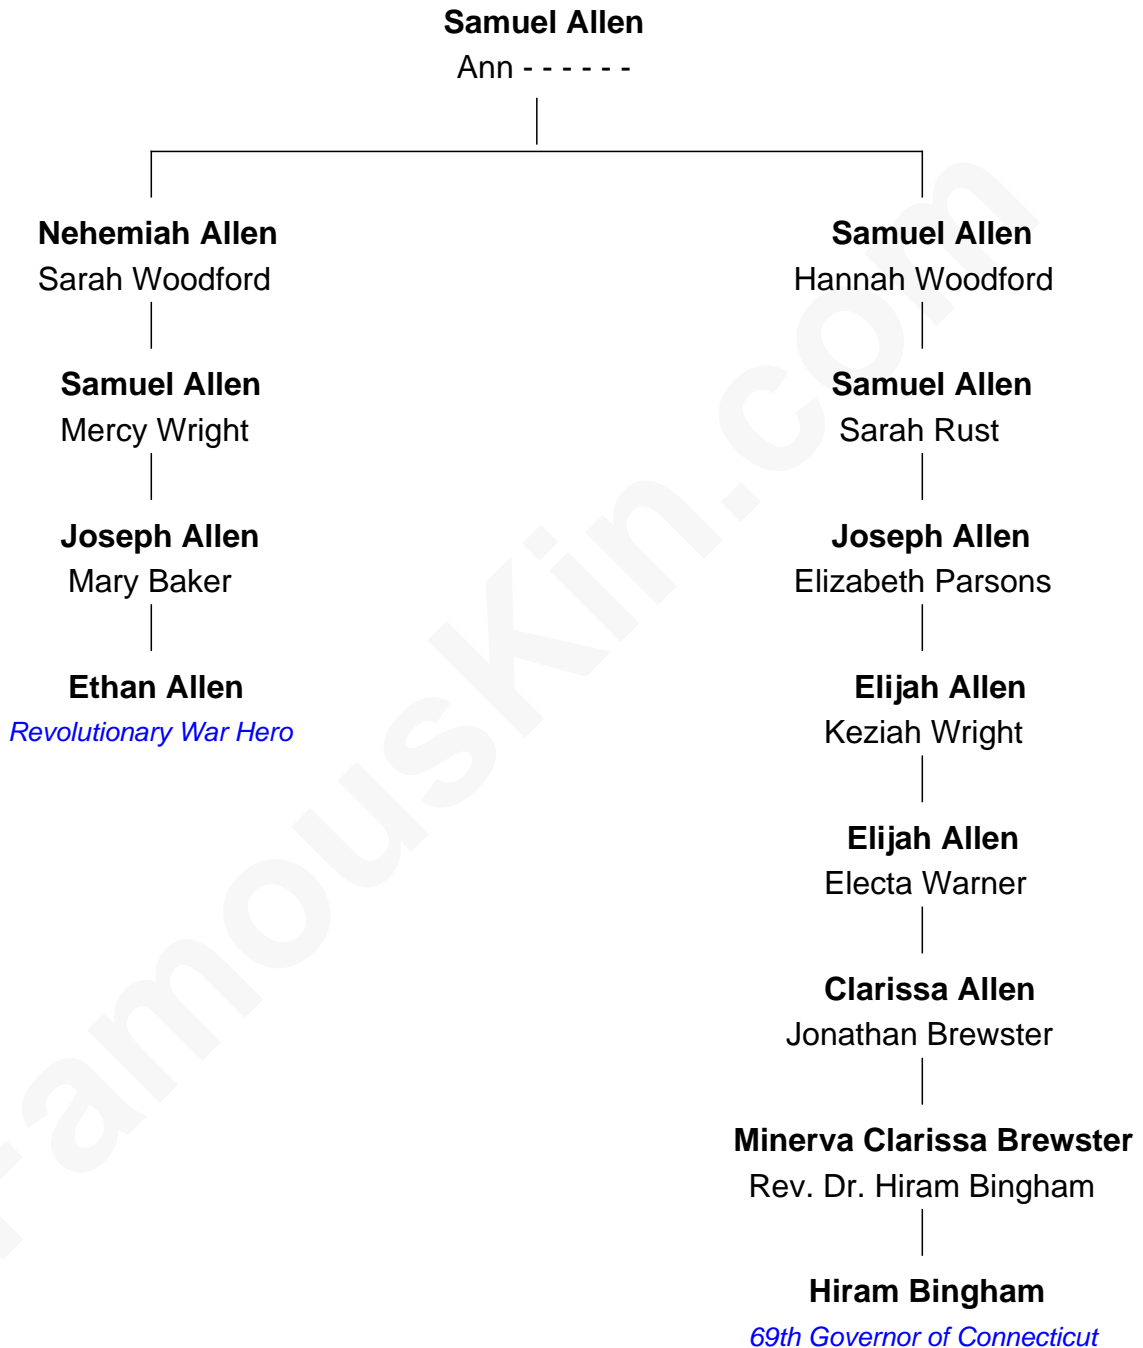 Samuel Allen
Ann - - - - - -
Nehemiah Allen
Sarah Woodford
Samuel Allen
Hannah Woodford
Samuel Allen
Mercy Wright
Samuel Allen
Sarah Rust
Joseph Allen
Mary Baker
Joseph Allen
Elizabeth Parsons
Ethan Allen
Revolutionary War Hero
Elijah Allen
Keziah Wright
Elijah Allen
Electa Warner
Clarissa Allen
Jonathan Brewster
Minerva Clarissa Brewster
Rev. Dr. Hiram Bingham
Hiram Bingham
69th Governor of Connecticut
FamousKin.com